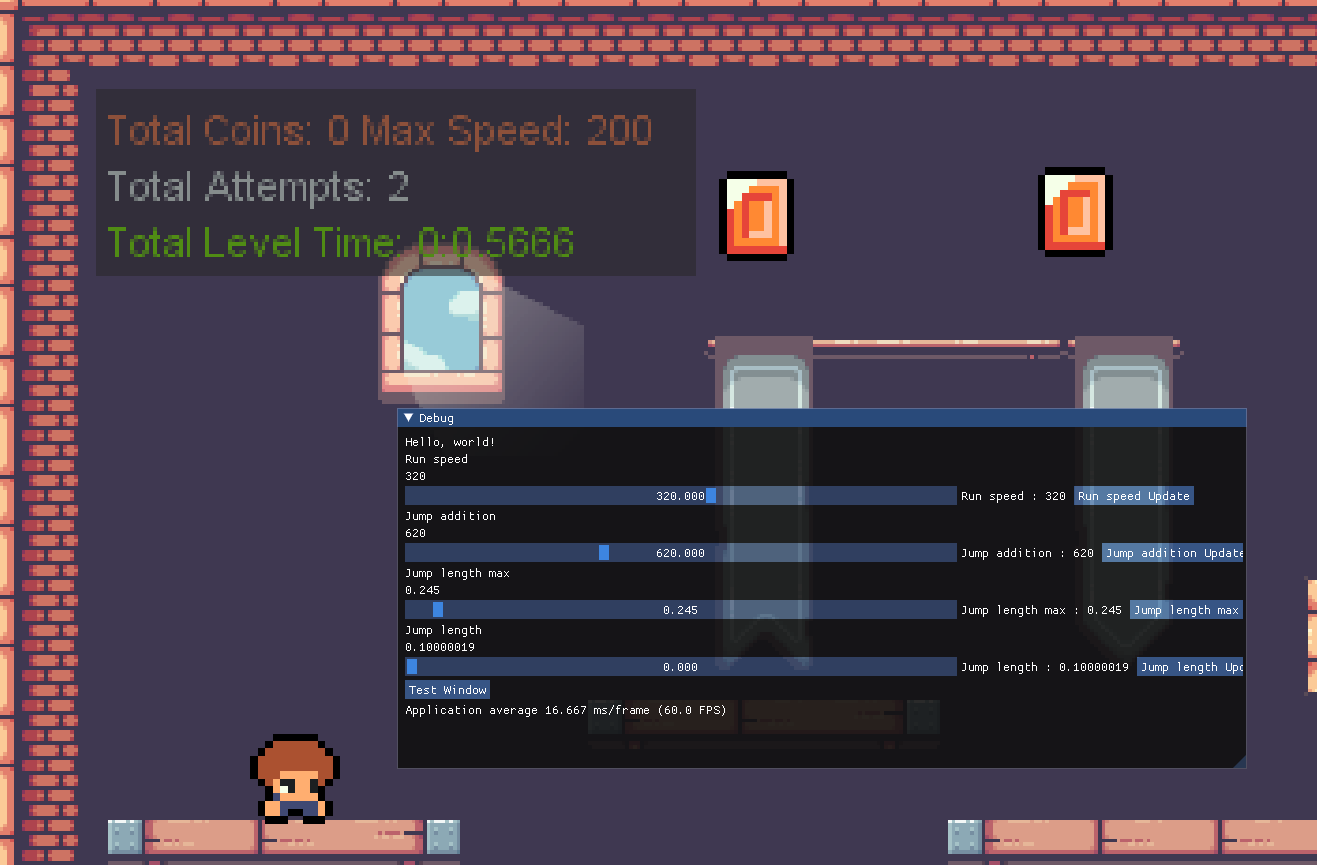 Total Coins: 0 Max Speed: 200
Total Attempts: 2
Total Level Time: 0:0.5666
Debug
Hello, world!
Run speed
320
320.000 Run speed : 320 Run speed Update
Jump addition
620
620.000 Jump addition : 620 Jump addition Update
Jump length max
0.245
0.245 Jump length max : 0.245 Jump length max
Jump length
0.10000019
0.000 Jump length : 0.10000019 Jump length Upd
Test Window
Application average 16.667 ms/frame (60.0 FPS)